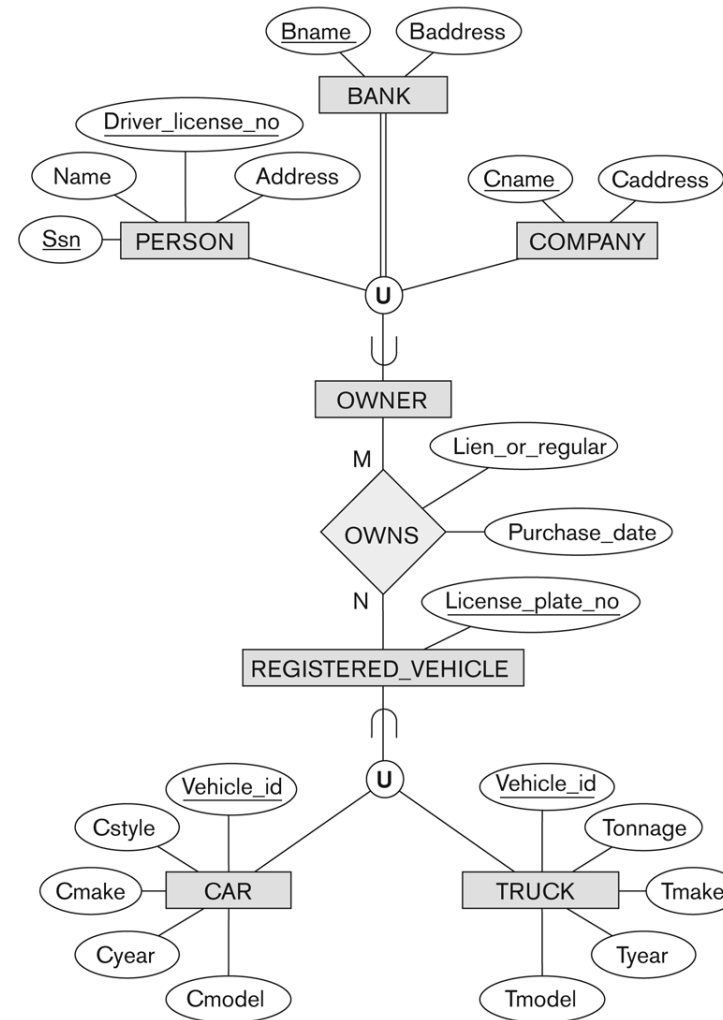 Bname
Baddress
BANK
Driver_license_no
Name
Address
Cname
Caddress
Ssn
PERSON
COMPANY
U
OWNER
M
Lien_or_regular
OWNS
Purchase_date
N
License_plate_no
REGISTERED_VEHICLE
U
Vehicle_id
Vehicle_id
Cstyle
Tonnage
Cmake
CAR
TRUCK
Tmake
Cyear
Tyear
Cmodel
Tmodel